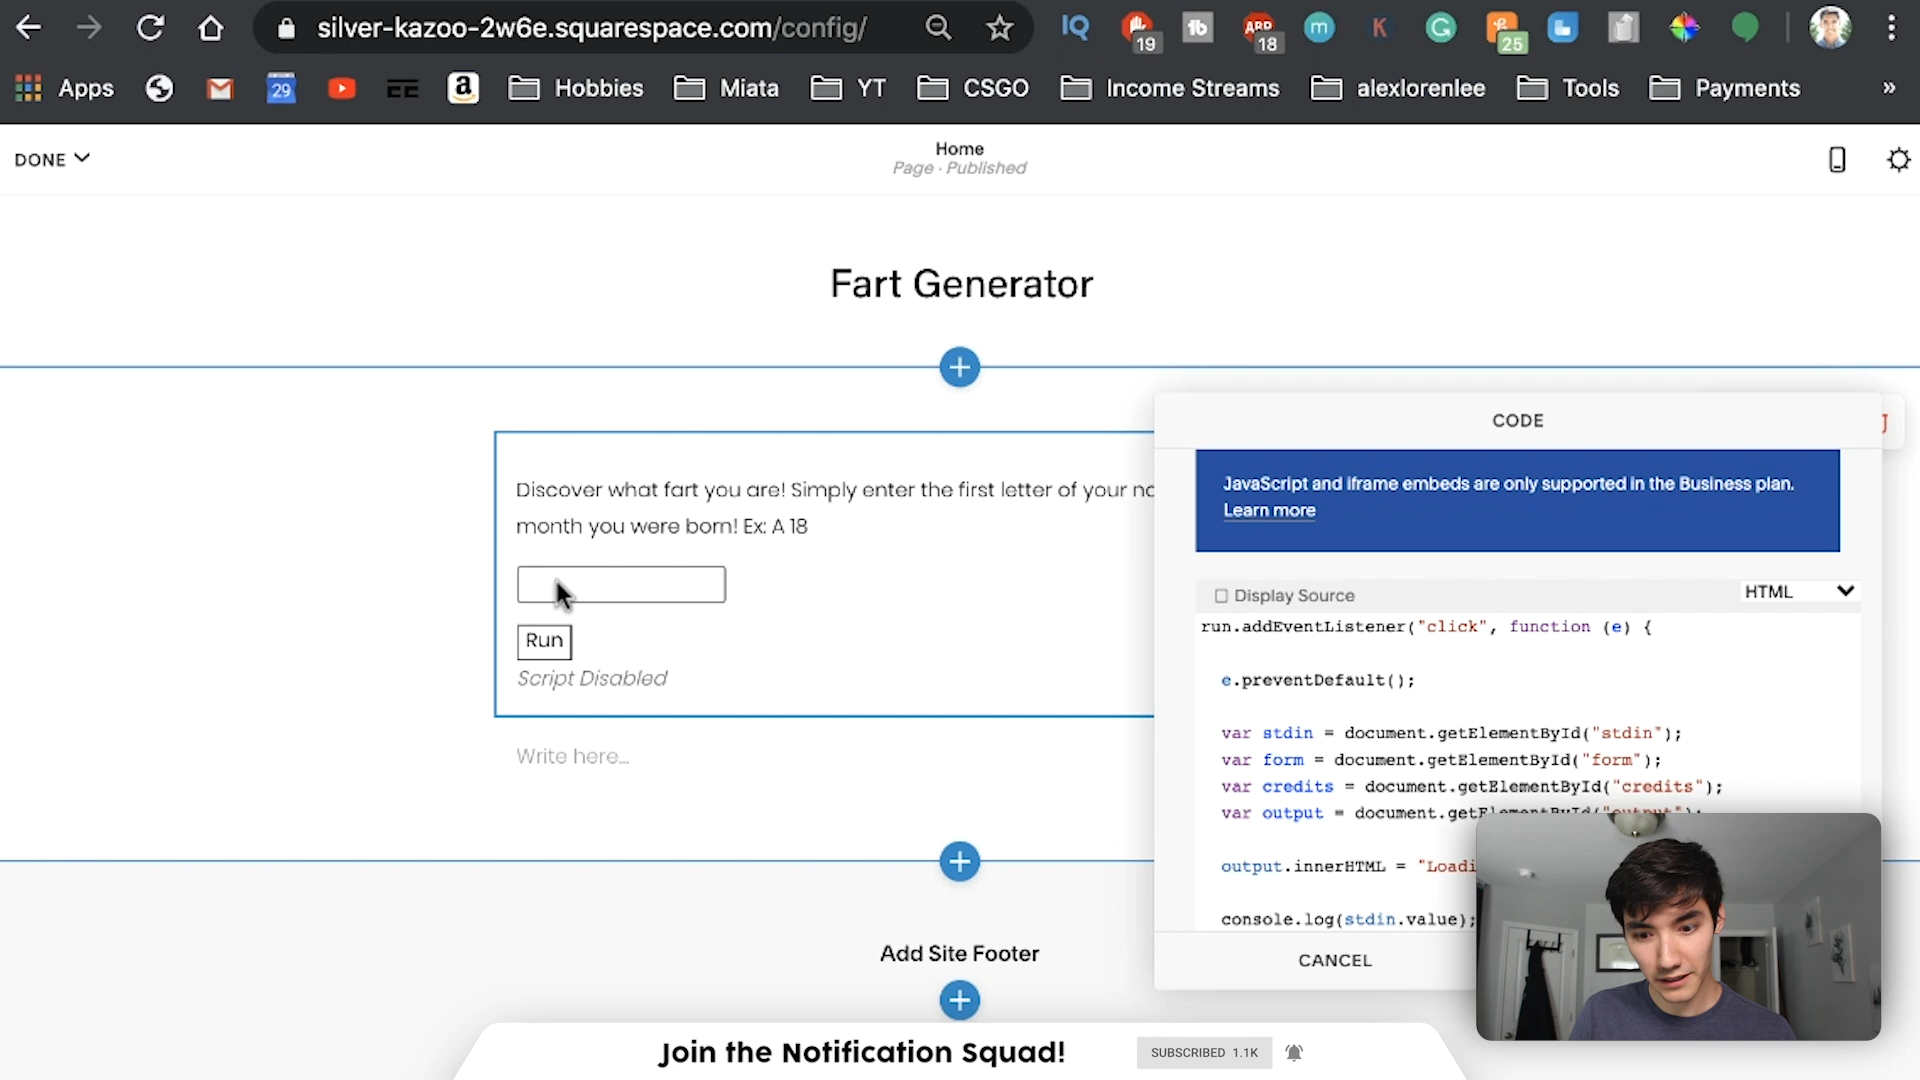 silver-kazoo-2w6e.squarespace.com/config/
IQ
19
tb
ABP
18
m
K
G
25
Apps
29
EE
a
Hobbies
Miata
YT
CSGO
Income Streams
alexlorenlee
Tools
Payments
»
DONE
Home
Page · Published
Fart Generator
CODE
JavaScript and iframe embeds are only supported in the Business plan.
Learn more
Discover what fart you are! Simply enter the first letter of your
month you were born! Ex: A 18
Run
Script Disabled
Write here...
Display Source
HTML
run.addEventListener("click", function (e) {
e.preventDefault();
var stdin = document.getElementById("stdin");
var form = document.getElementById("form");
var credits = document.getElementById("credits");
var output = document.getElementById("output");
output.innerHTML = "Loadi
console.log(stdin.value);
CANCEL
Add Site Footer
Join the Notification Squad!
SUBSCRIBED 1.1K